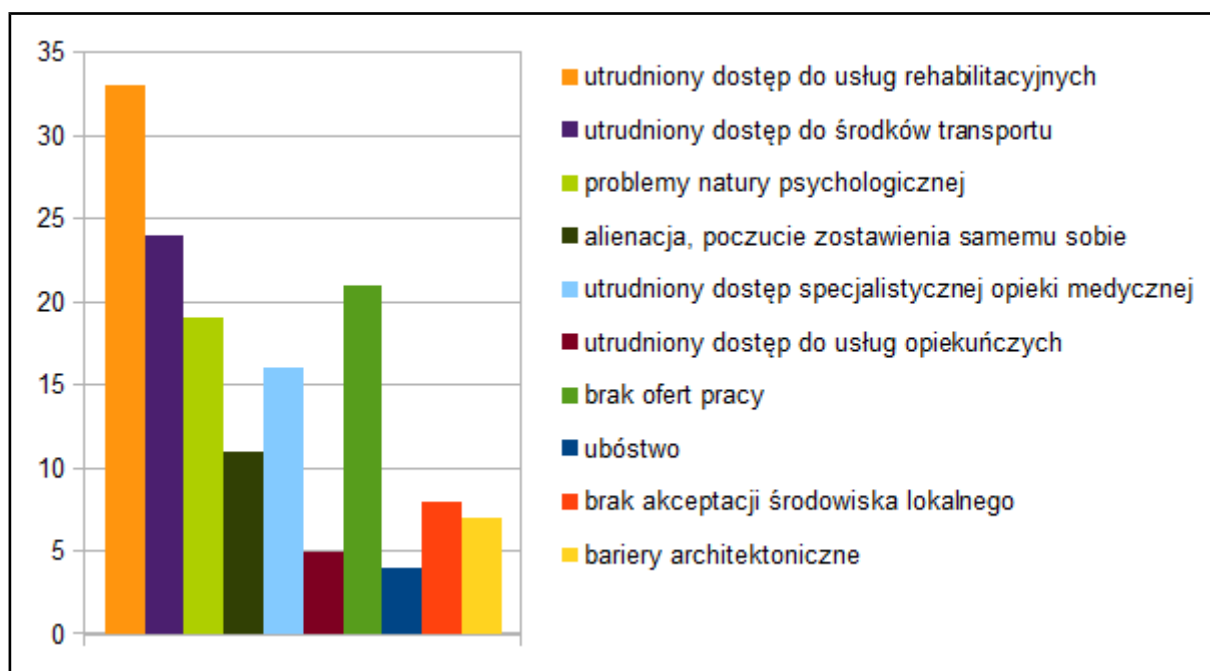 35
30
25
20
15
10
5
0
utrudniony dostęp do usług rehabilitacyjnych
utrudniony dostęp do środków transportu
problemy natury psychologicznej
alienacja, poczucie zostawienia samemu sobie
utrudniony dostęp specjalistycznej opieki medycznej
utrudniony dostęp do usług opiekuńczych
brak ofert pracy
ubóstwo
brak akceptacji środowiska lokalnego
bariery architektoniczne